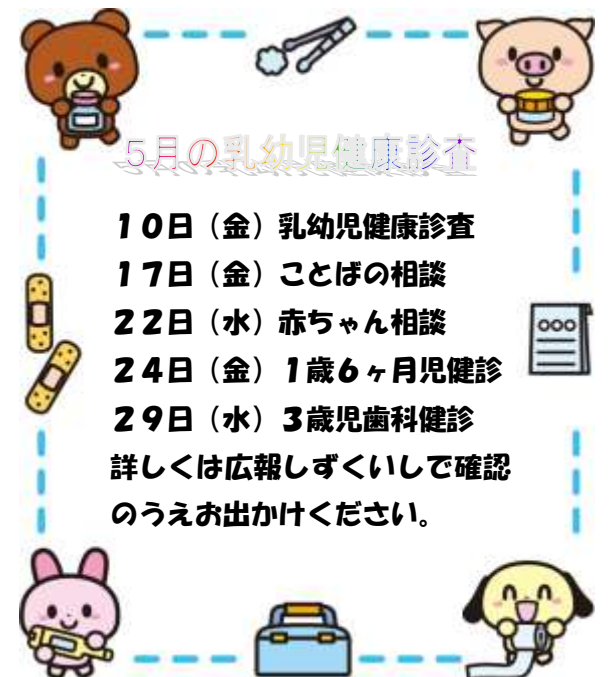 5月の乳幼児健康診査
１０日（金）乳幼児健康診査
１７日（金）ことばの相談
２２日（水）赤ちゃん相談
２４日（金）１歳６ヶ月児健診
２９日（水）３歳児歯科健診
詳しくは広報しずくいしで確認
のうえお出かけください。